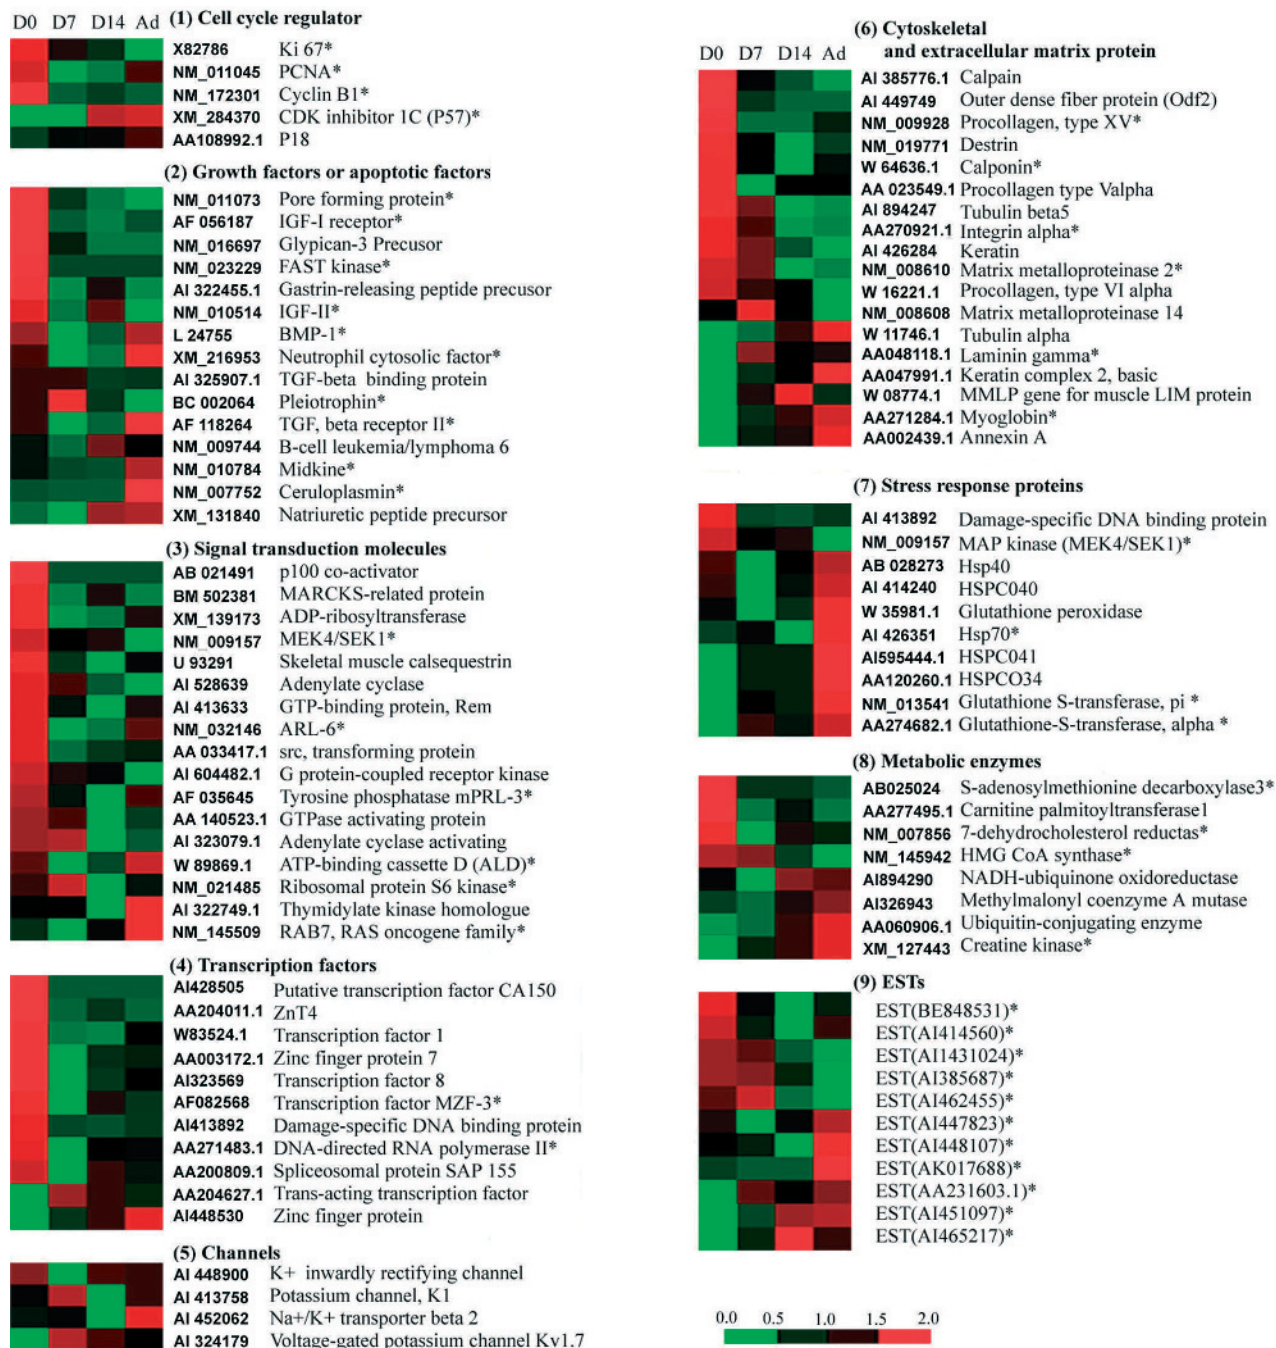 D0 D7 D14 Ad (1) Cell cycle regulator
X82786 Ki 67*
NM_011045 PCNA*
NM_172301 Cyclin B1*
XM_284370 CDK inhibitor 1C (P57)*
AA108992.1 P18
(2) Growth factors or apoptotic factors
NM_011073 Pore forming protein*
AF 056187 IGF-I receptor*
NM_016697 Glypican-3 Precusor
NM_023229 FAST kinase*
AI 322455.1 Gastrin-releasing peptide precusor
NM_010514 IGF-II*
L 24755 BMP-1*
XM_216953 Neutrophil cytosolic factor*
AI 325907.1 TGF-beta binding protein
BC 002064 Pleiotrophin*
AF 118264 TGF, beta receptor II*
NM_009744 B-cell leukemia/lymphoma 6
NM_010784 Midkine*
NM_007752 Ceruloplasmin*
XM_131840 Natriuretic peptide precursor
(3) Signal transduction molecules
AB 021491 p100 co-activator
BM 502381 MARCKS-related protein
XM_139173 ADP-ribosyltransferase
NM_009157 MEK4/SEK1*
U 93291 Skeletal muscle calsequestrin
AI 528639 Adenylate cyclase
AI 413633 GTP-binding protein, Rem
NM_032146 ARL-6*
AA 033417.1 src, transforming protein
AI 604482.1 G protein-coupled receptor kinase
AF 035645 Tyrosine phosphatase mPRL-3*
AA 140523.1 GTPase activating protein
AI 323079.1 Adenylate cyclase activating
W 89869.1 ATP-binding cassette D (ALD)*
NM_021485 Ribosomal protein S6 kinase*
AI 322749.1 Thymidylate kinase homologue
NM_145509 RAB7, RAS oncogene family*
(4) Transcription factors
AI428505 Putative transcription factor CA150
AA204011.1 ZnT4
W83524.1 Transcription factor 1
AA003172.1 Zinc finger protein 7
AI323569 Transcription factor 8
AF082568 Transcription factor MZF-3*
AI413892 Damage-specific DNA binding protein
AA271483.1 DNA-directed RNA polymerase II*
AA200809.1 Spliceosomal protein SAP 155
AA204627.1 Trans-acting transcription factor
AI448530 Zinc finger protein
(5) Channels
AI 448900 K+ inwardly rectifying channel
AI 413758 Potassium channel, K1
AI 452062 Na+/K+ transporter beta 2
AI 324179 Voltage-gated potassium channel Kv1.7
(6) Cytoskeletal
D0 D7 D14 Ad and extracellular matrix protein
AI 385776.1 Calpain
AI 449749 Outer dense fiber protein (Odf2)
NM_009928 Procollagen, type XV*
NM_019771 Destrin
W 64636.1 Calponin*
AA 023549.1 Procollagen type Valpha
AI 894247 Tubulin beta5
AA270921.1 Integrin alpha*
AI 426284 Keratin
NM_008610 Matrix metalloproteinase 2*
W 16221.1 Procollagen, type VI alpha
NM_008608 Matrix metalloproteinase 14
W 11746.1 Tubulin alpha
AA048118.1 Laminin gamma*
AA047991.1 Keratin complex 2, basic
W 08774.1 MMLP gene for muscle LIM protein
AA271284.1 Myoglobin*
AA002439.1 Annexin A
(7) Stress response proteins
AI 413892 Damage-specific DNA binding protein
NM_009157 MAP kinase (MEK4/SEK1)*
AB 028273 Hsp40
AI 414240 HSPC040
W 35981.1 Glutathione peroxidase
AI 426351 Hsp70*
AI595444.1 HSPC041
AA120260.1 HSPCO34
NM_013541 Glutathione S-transferase, pi *
AA274682.1 Glutathione-S-transferase, alpha *
(8) Metabolic enzymes
AB025024 S-adenosylmethionine decarboxylase3*
AA277495.1 Carnitine palmitoyltransferase1
NM_007856 7-dehydrocholesterol reductas*
NM_145942 HMG CoA synthase*
AI894290 NADH-ubiquinone oxidoreductase
AI326943 Methylmalonyl coenzyme A mutase
AA060906.1 Ubiquitin-conjugating enzyme
XM_127443 Creatine kinase*
(9) ESTs
EST(BE848531)*
EST(AI414560)*
EST(AI1431024)*
EST(AI385687)*
EST(AI462455)*
EST(AI447823)*
EST(AI448107)*
EST(AK017688)*
EST(AA231603.1)*
EST(AI451097)*
EST(AI465217)*
0.0 0.5 1.0 1.5 2.0